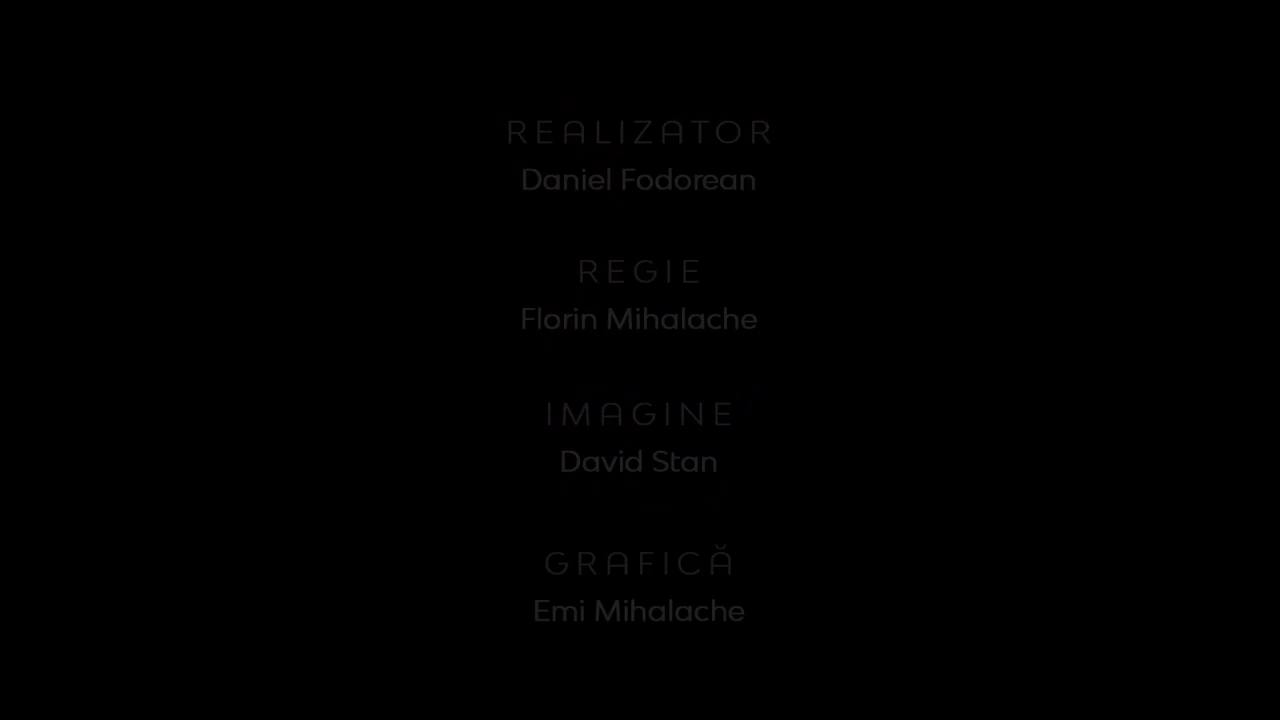 REALIZATOR
Daniel Fodorean
REGIE
Florin Mihalache
IMAGINE
David Stan
GRAFICĂ
Emi Mihalache